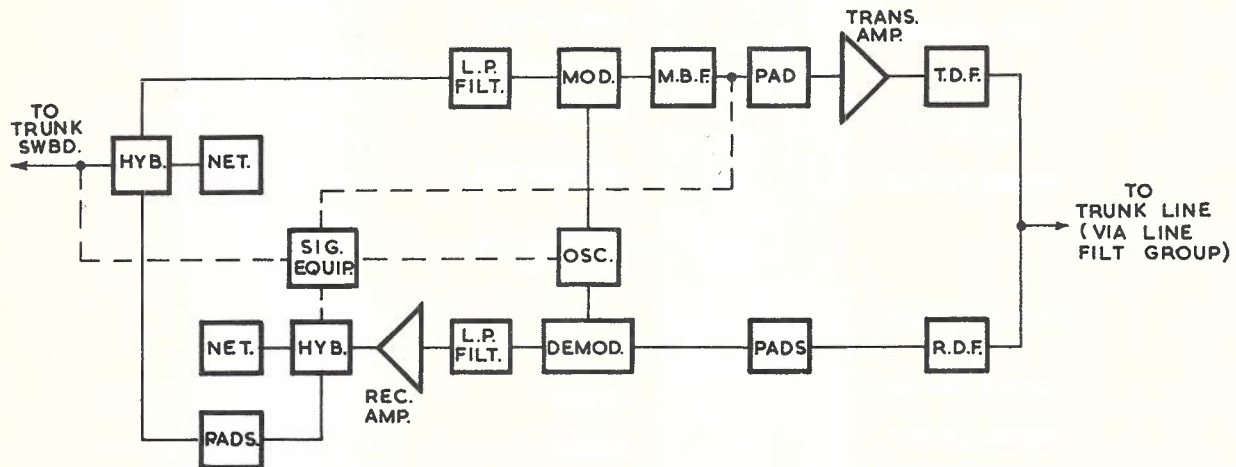 TRANS.
AMP.
L.P.
FILT.
MOD.
M.B.F.
PAD
T.D.F.
TO
TRUNK
SWBD.
HYB.
NET.
TO
TRUNK LINE
(VIA LINE
FILT GROUP)
SIG.
EQUIP.
OSC.
NET.
HYB.
L.P.
FILT.
DEMOD.
PADS
R.D.F.
REC.
AMP.
PADS.